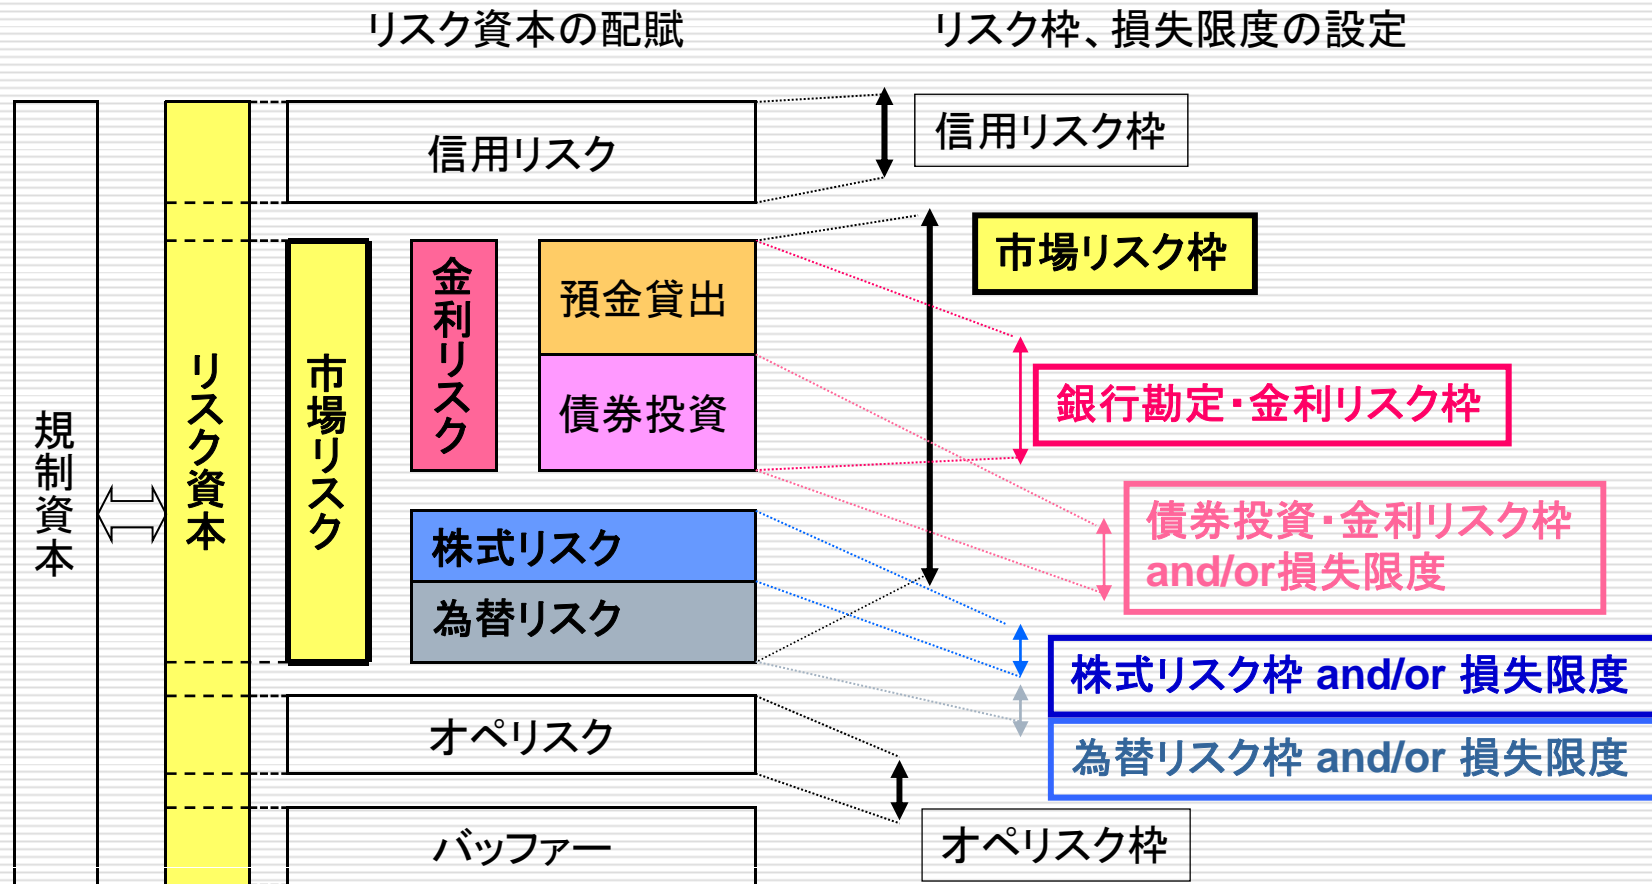 リスク資本の配賦
リスク枠、損失限度の設定
規制資本
リスク資本
信用リスク
信用リスク枠
市場リスク
金利リスク
預金貸出
債券投資
株式リスク
為替リスク
市場リスク枠
銀行勘定・金利リスク枠
債券投資・金利リスク枠
and/or損失限度
株式リスク枠 and/or 損失限度
為替リスク枠 and/or 損失限度
オペリスク
オペリスク枠
バッファー